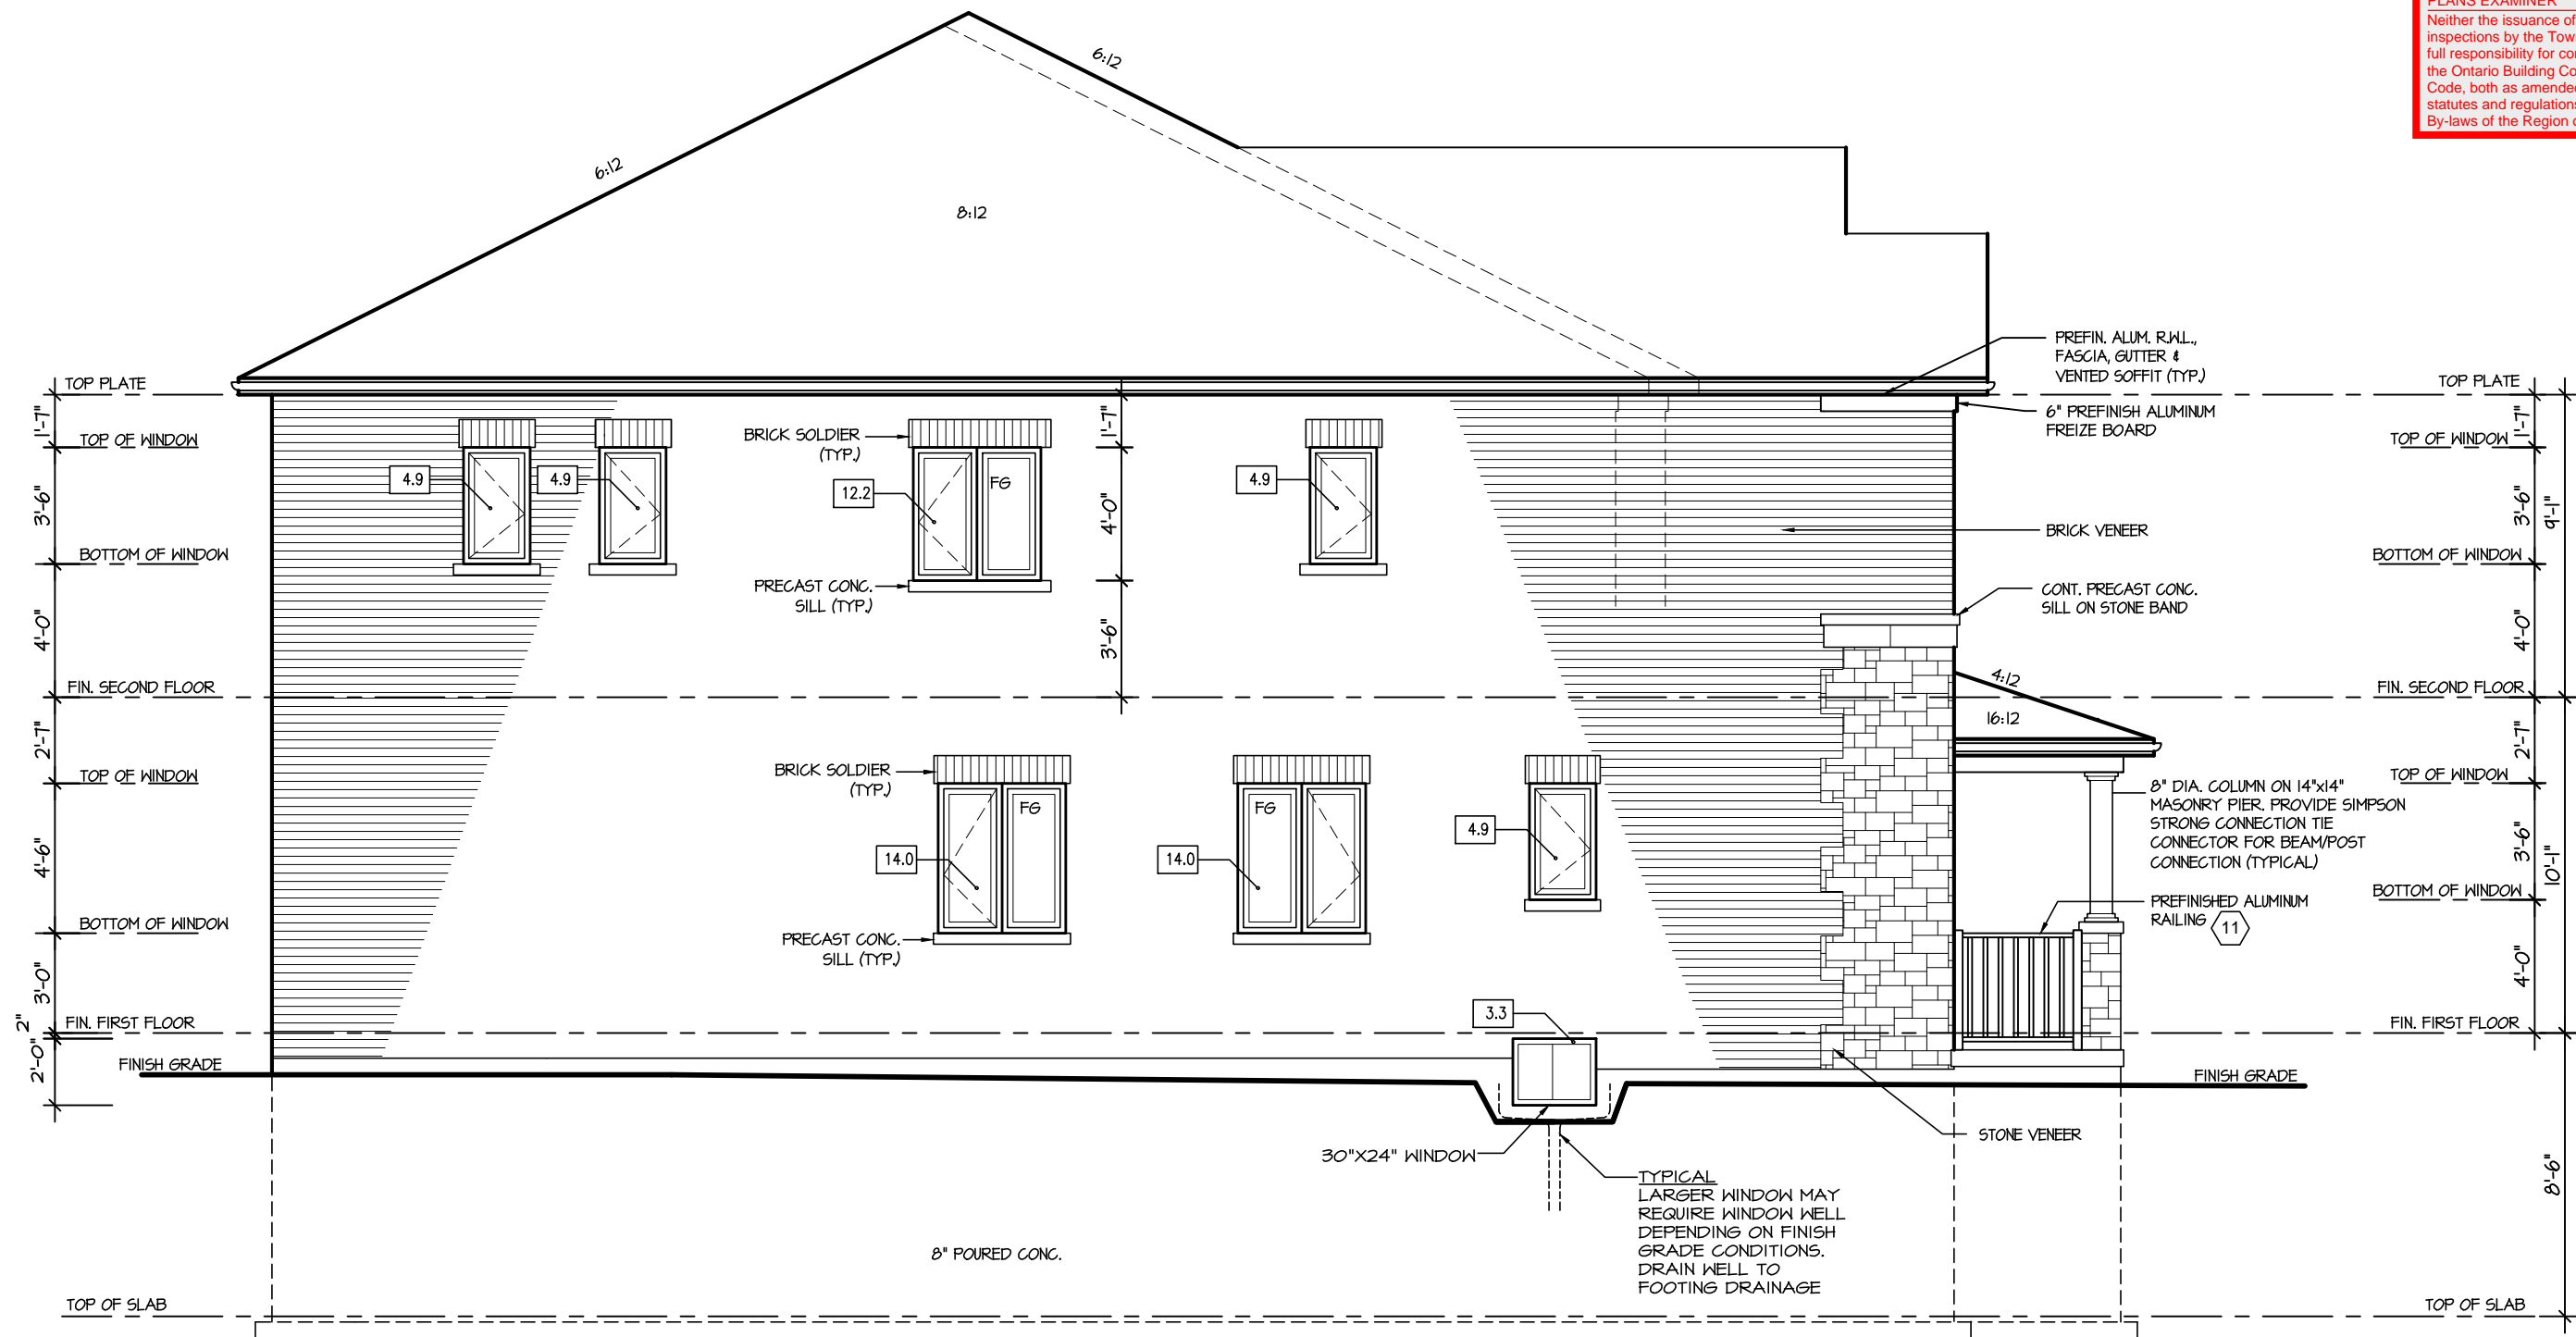 PLANS EXAMINER
Neither the issuance of
inspections by the Tow
full responsibility for co
the Ontario Building Co
Code, both as amended
statutes and regulations
By-laws of the Region o
6:12
6:12
8:12
PREFIN. ALUM. R.W.L.,
FASCIA, GUTTER &
VENTED SOFFIT (TYP.)
6" PREFINISH ALUMINUM
FREIZE BOARD
BRICK VENEER
CONT. PRECAST CONC.
SILL ON STONE BAND
4:12
16:12
8" DIA. COLUMN ON 14"x14"
MASONRY PIER. PROVIDE SIMPSON
STRONG CONNECTION TIE
CONNECTOR FOR BEAM/POST
CONNECTION (TYPICAL)
PREFINISHED ALUMINUM
RAILING 11
TOP PLATE
TOP OF WINDOW
BOTTOM OF WINDOW
FIN. SECOND FLOOR
TOP OF WINDOW
BOTTOM OF WINDOW
FIN. FIRST FLOOR
FINISH GRADE
TOP OF SLAB
1'-7"
3'-6"
4'-0"
2'-7"
4'-6"
3'-0"
2"
2'-0"
4.9
4.9
BRICK SOLDIER
(TYP.)
12.2
FG
PRECAST CONC.
SILL (TYP.)
1'-7"
4'-0"
3'-6"
4.9
BRICK SOLDIER
(TYP.)
14.0
FG
PRECAST CONC.
SILL (TYP.)
14.0
FG
4.9
3.3
30"X24" WINDOW
TYPICAL
LARGER WINDOW MAY
REQUIRE WINDOW WELL
DEPENDING ON FINISH
GRADE CONDITIONS.
DRAIN WELL TO
FOOTING DRAINAGE
STONE VENEER
8" POURED CONC.
TOP PLATE
TOP OF WINDOW
BOTTOM OF WINDOW
FIN. SECOND FLOOR
TOP OF WINDOW
BOTTOM OF WINDOW
FIN. FIRST FLOOR
FINISH GRADE
TOP OF SLAB
1'-7"
3'-6"
4'-0"
2'-7"
3'-6"
4'-0"
9'-1"
10'-1"
8'-6"